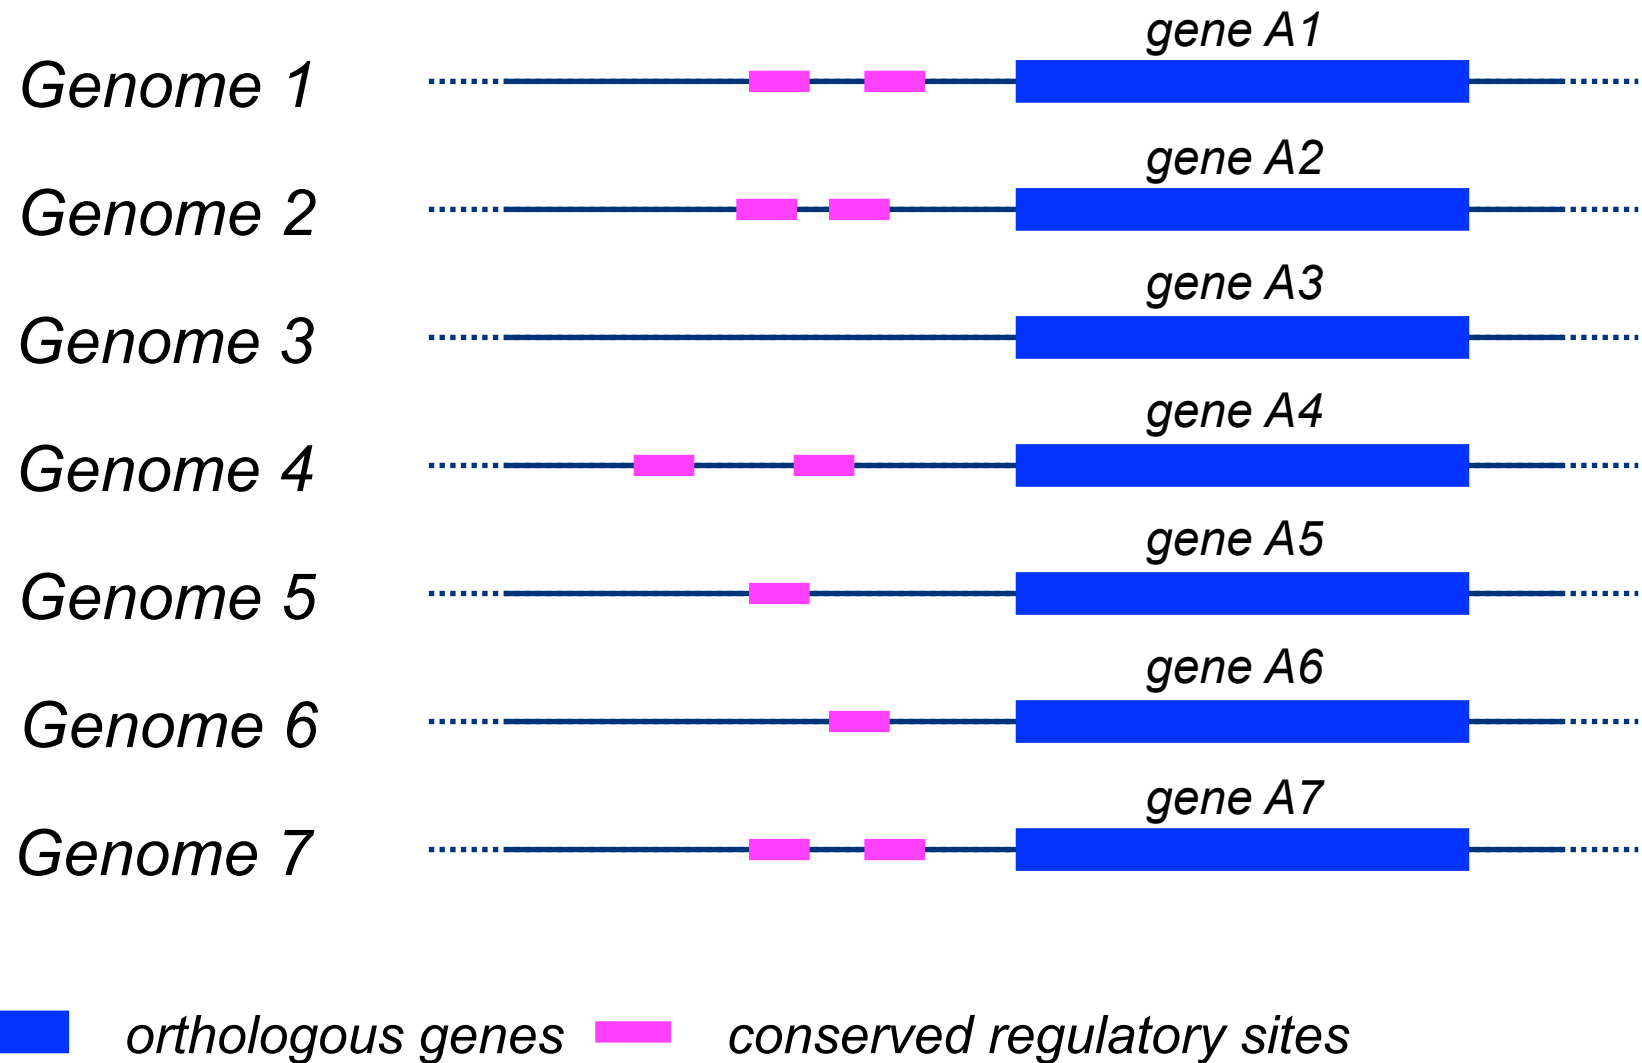 gene A1
Genome 1
gene A2
Genome 2
gene A3
Genome 3
gene A4
Genome 4
gene A5
Genome 5
gene A6
Genome 6
gene A7
Genome 7
orthologous genes conserved regulatory sites